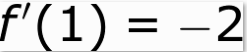 f′(1) = −2